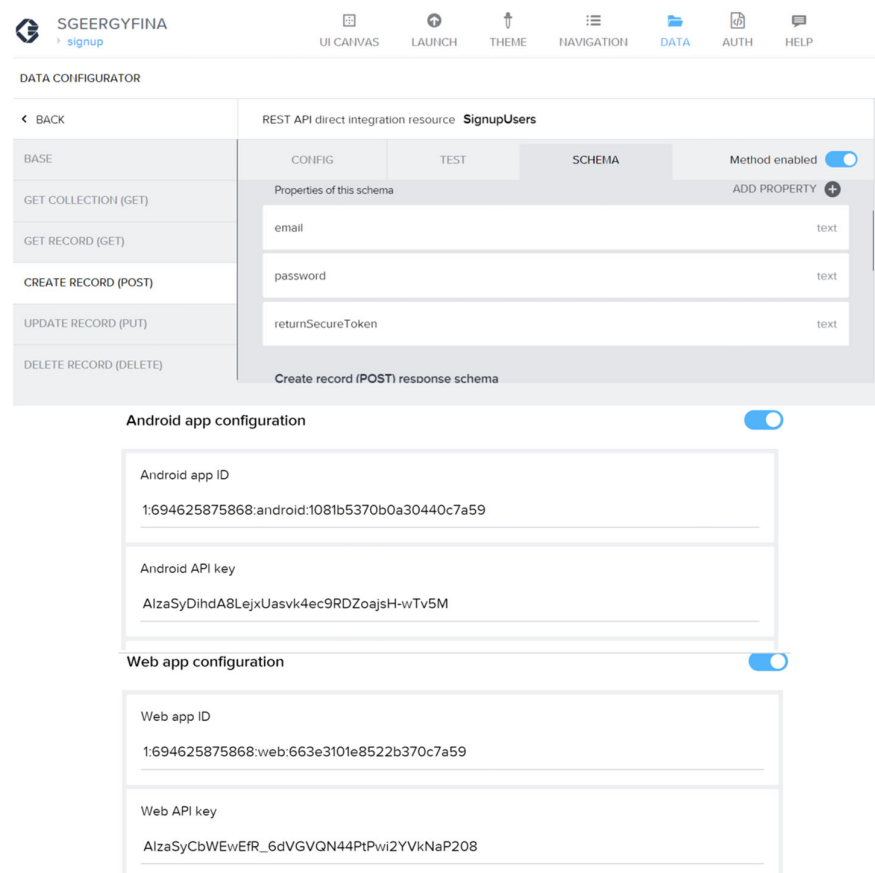 SGEERGYFINA
signup
UI CANVAS LAUNCH THEME NAVIGATION DATA AUTH HELP
DATA CONFIGURATOR
BACK
REST API direct integration resource SignupUsers
BASE
CONFIG TEST SCHEMA Method enabled
GET COLLECTION (GET)
Properties of this schema ADD PROPERTY
email text
GET RECORD (GET)
CREATE RECORD (POST)
password text
UPDATE RECORD (PUT)
returnSecureToken text
DELETE RECORD (DELETE)
Create record (POST) response schema
Android app configuration
Android app ID
1:694625875868:android:1081b5370b0a30440c7a59
Android API key
AIzaSyDihdA8LejxUasvk4ec9RDZoajsH-wTv5M
Web app configuration
Web app ID
1:694625875868:web:663e3101e8522b370c7a59
Web API key
AIzaSyCbWEwEfR_6dVGVQN44PtPwi2YVkNaP208